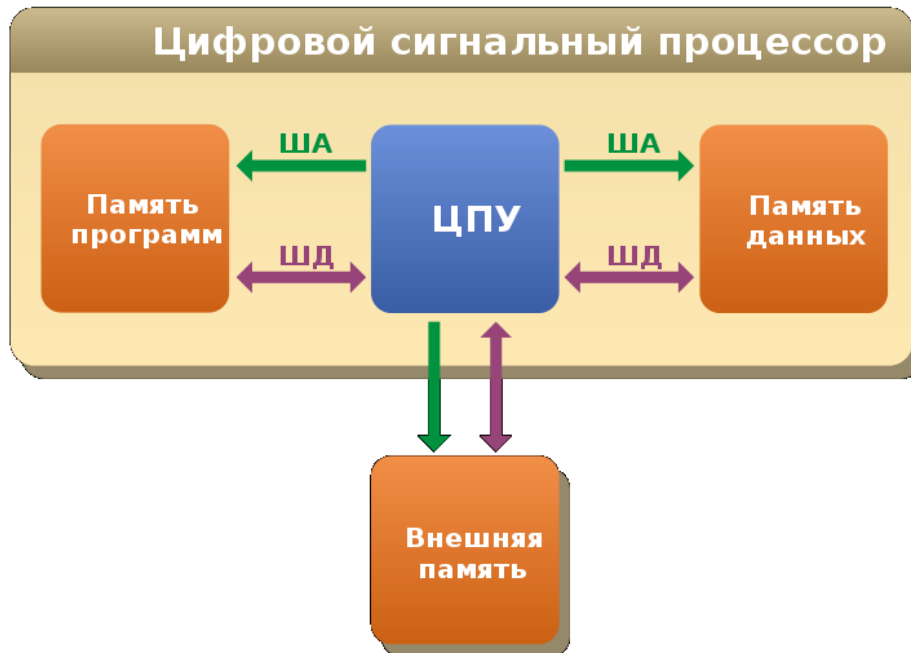 Цифровой сигнальный процессор
ША
ША
Память
программ
ЦПУ
Память
данных
ШД
ШД
Внешняя
память